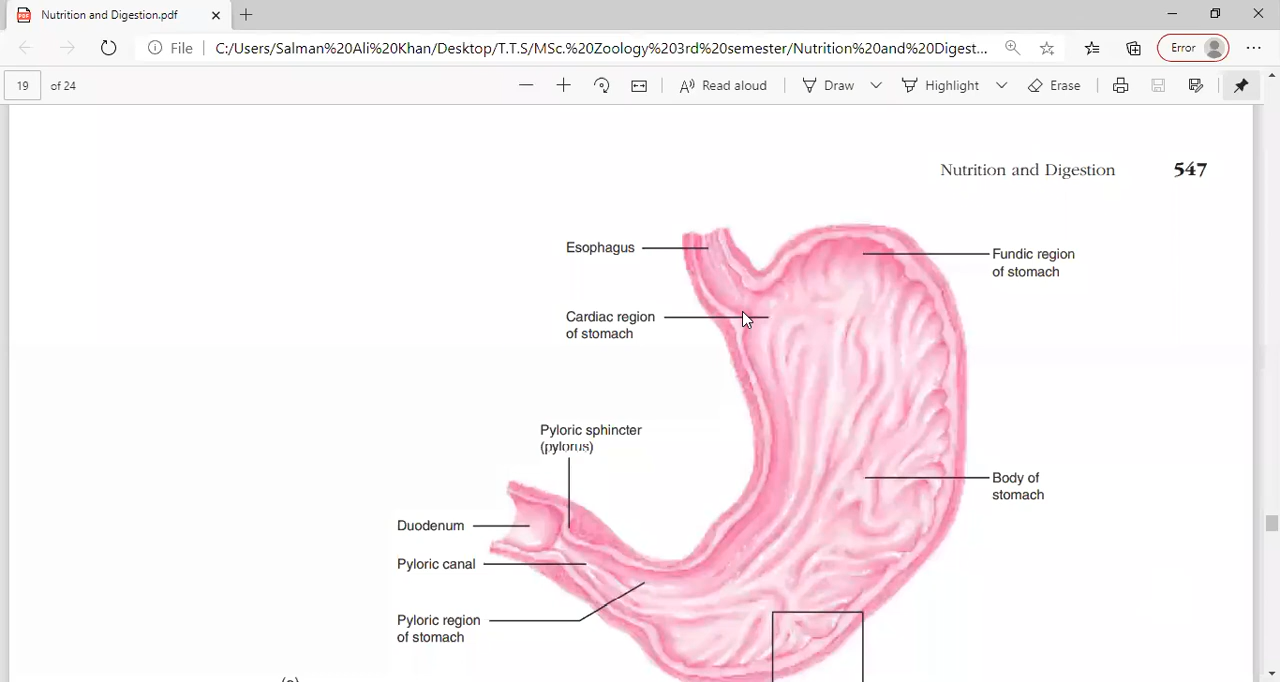 Nutrition and Digestion.pdf
File
C:/Users/Salman%20Ali%20Khan/Desktop/T.T.S/MSc.%20Zoology%203rd%20semester/Nutrition%20and%20Digest...
Error
19 of 24
Read aloud
Draw
Highlight
Erase
Nutrition and Digestion 547
Esophagus
Fundic region
of stomach
Cardiac region
of stomach
Pyloric sphincter
(pylorus)
Body of
stomach
Duodenum
Pyloric canal
Pyloric region
of stomach